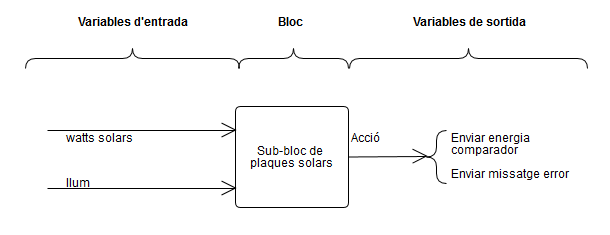 Variables d'entrada
Bloc
Variables de sortida
watts solars
llum
Sub-bloc de
plaques solars
Acció
Enviar energia
comparador
Enviar missatge error